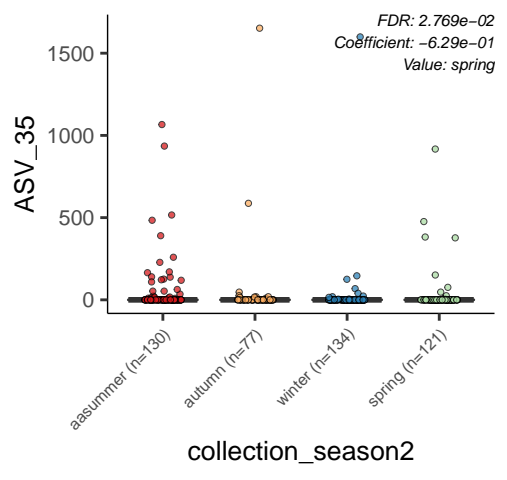 FDR: 2.769e−02
Coefficient: −6.29e−01
Value: spring
1500
1000
500
0
ASV_35
aasummer (n=130)
autumn (n=77)
winter (n=134)
spring (n=121)
collection_season2